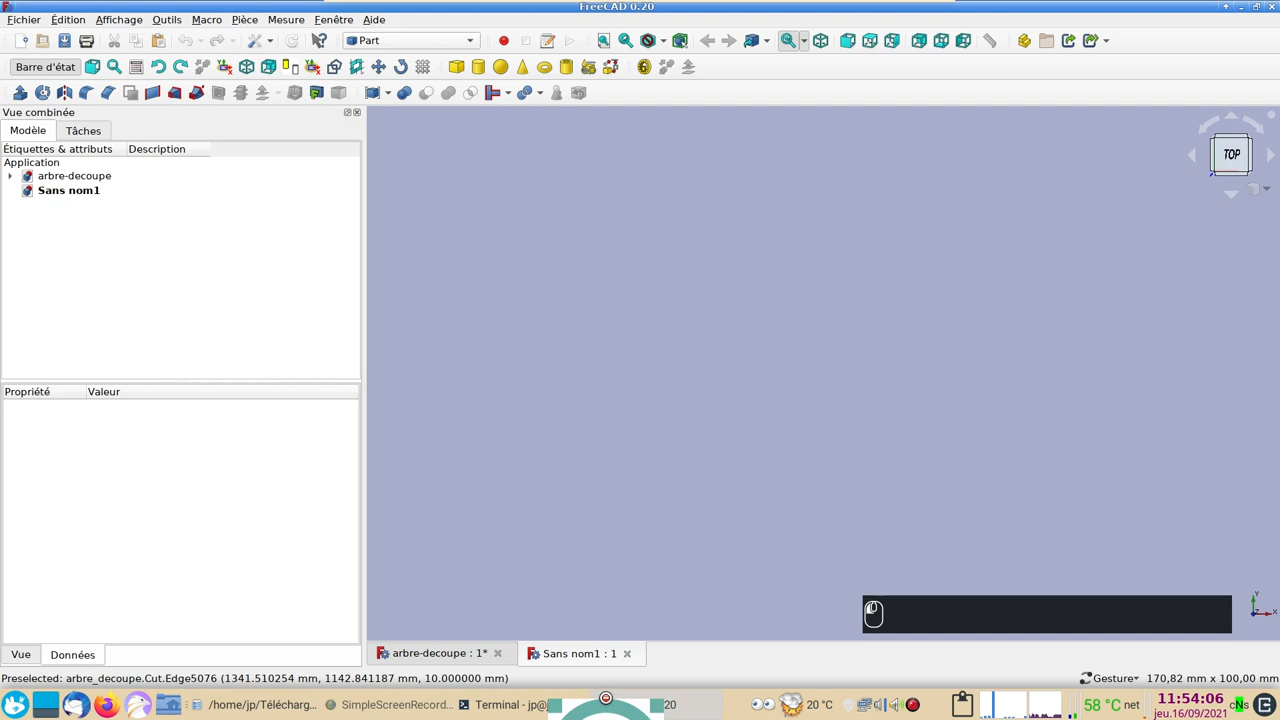 FreeCAD 0.20
Fichier Édition Affichage Outils Macro Pièce Mesure Fenêtre Aide
Part
Barre d'état
Vue combinée
Modèle Tâches
Étiquettes & attributs Description
Application
arbre-decoupe
Sans nom1
TOP
Propriété Valeur
Y
X
Z
Vue Données
arbre-decoupe : 1* Sans nom1 : 1
Preselected: arbre_decoupe.Cut.Edge5076 (1341.510254 mm, 1142.841187 mm, 10.000000 mm) Gesture 170,82 mm x 100,00 mm
/home/jp/Télécharg... SimpleScreenRecord... Terminal - jp@ 20 20 °C 58 °C net 11:54:06 cNs
jeu.16/09/2021